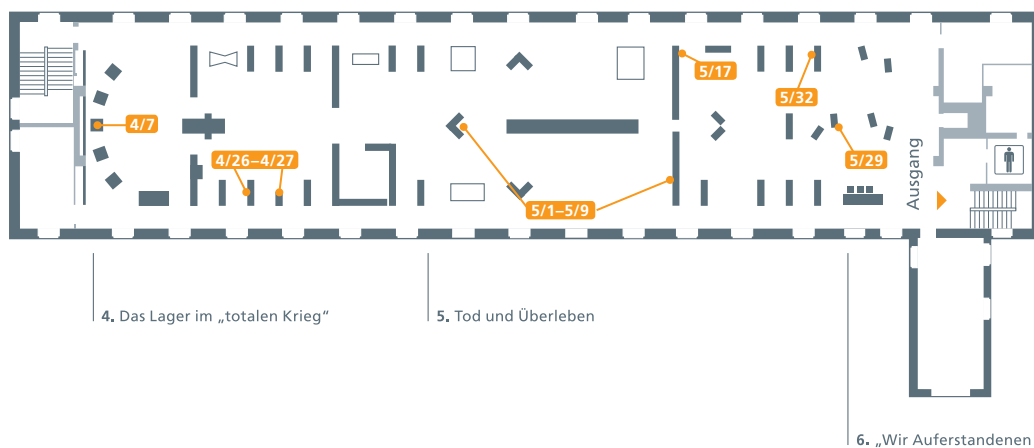 5/17
5/32
4/7
4/26–4/27
5/29
5/1–5/9
Ausgang
4. Das Lager im „totalen Krieg“
5. Tod und Überleben
6. „Wir Auferstandenen